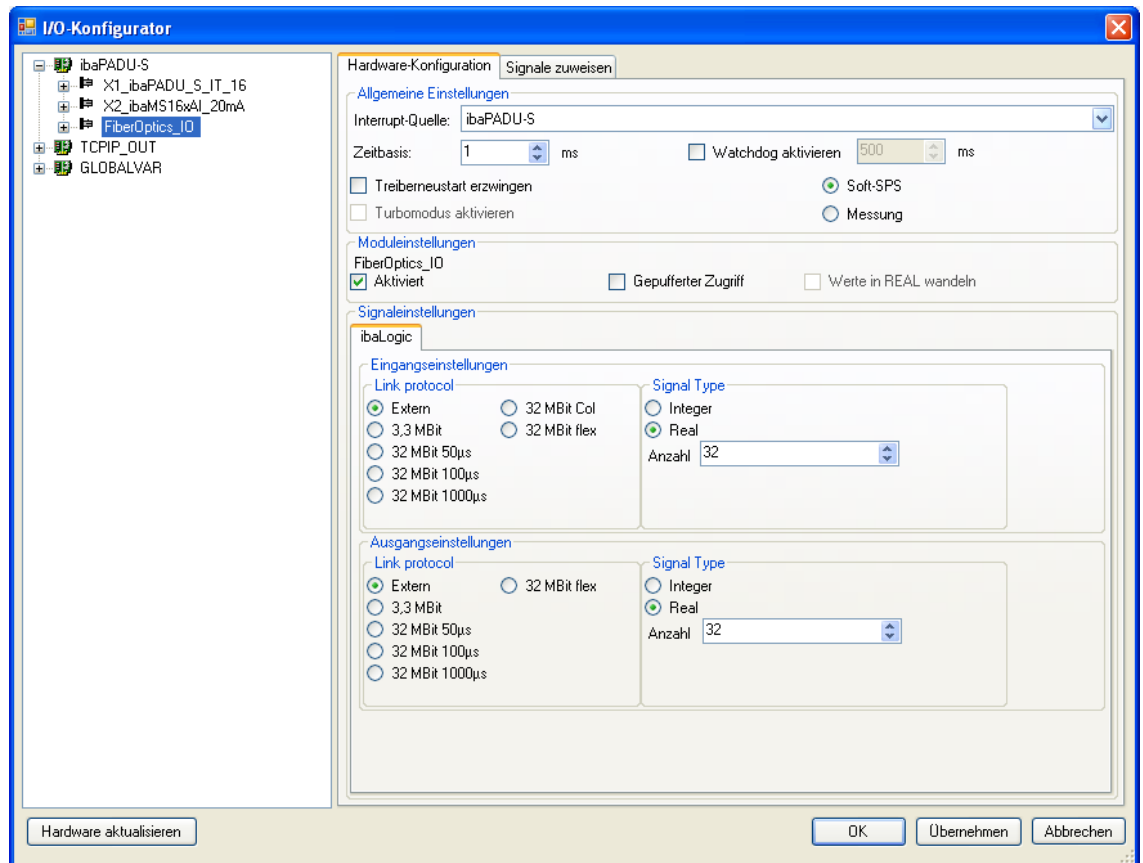 I/O-Konfigurator
ibaPADU-S
X1_ibaPADU_S_IT_16
X2_ibaMS16xAI_20mA
FiberOptics_IO
TCPIP_OUT
GLOBALVAR
Hardware-Konfiguration Signale zuweisen
Allgemeine Einstellungen
Interrupt-Quelle: ibaPADU-S
Zeitbasis: 1 ms Watchdog aktivieren 500 ms
Treiberneustart erzwingen Soft-SPS
Turbomodus aktivieren Messung
Moduleinstellungen
FiberOptics_IO
Aktiviert Gepufferter Zugriff Werte in REAL wandeln
Signaleinstellungen
ibaLogic
Eingangseinstellungen
Link protocol Signal Type
Extern 32 MBit Col Integer
3,3 MBit 32 MBit flex Real
32 MBit 50µs Anzahl 32
32 MBit 100µs
32 MBit 1000µs
Ausgangseinstellungen
Link protocol Signal Type
Extern 32 MBit flex Integer
3,3 MBit Real
32 MBit 50µs Anzahl 32
32 MBit 100µs
32 MBit 1000µs
Hardware aktualisieren OK Übernehmen Abbrechen